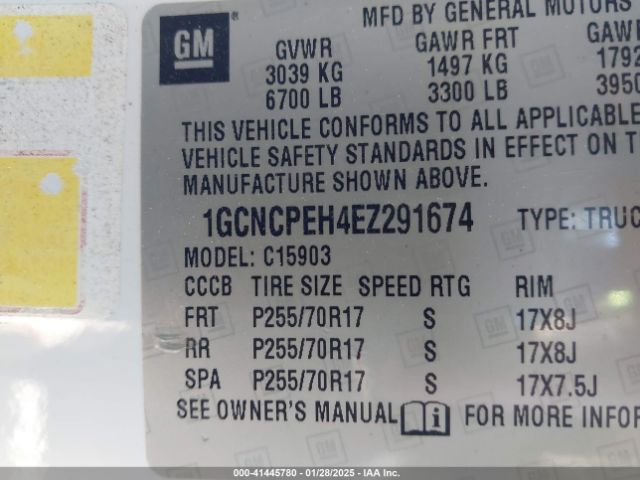 MFD BY GENERAL MOTORS
GM
GVWR GAWR FRT GAWR
3039 KG 1497 KG 1792
6700 LB 3300 LB 3950
THIS VEHICLE CONFORMS TO ALL APPLICABLE
VEHICLE SAFETY STANDARDS IN EFFECT ON T
MANUFACTURE SHOWN ABOVE.
1GCNCPEH4EZ291674 TYPE: TRUC
MODEL: C15903
CCCB TIRE SIZE SPEED RTG RIM
FRT P255/70R17 S 17X8J
RR P255/70R17 S 17X8J
SPA P255/70R17 S 17X7.5J
SEE OWNER'S MANUAL i FOR MORE INFOR
000-41445780 - 01/28/2025 - IAA Inc.